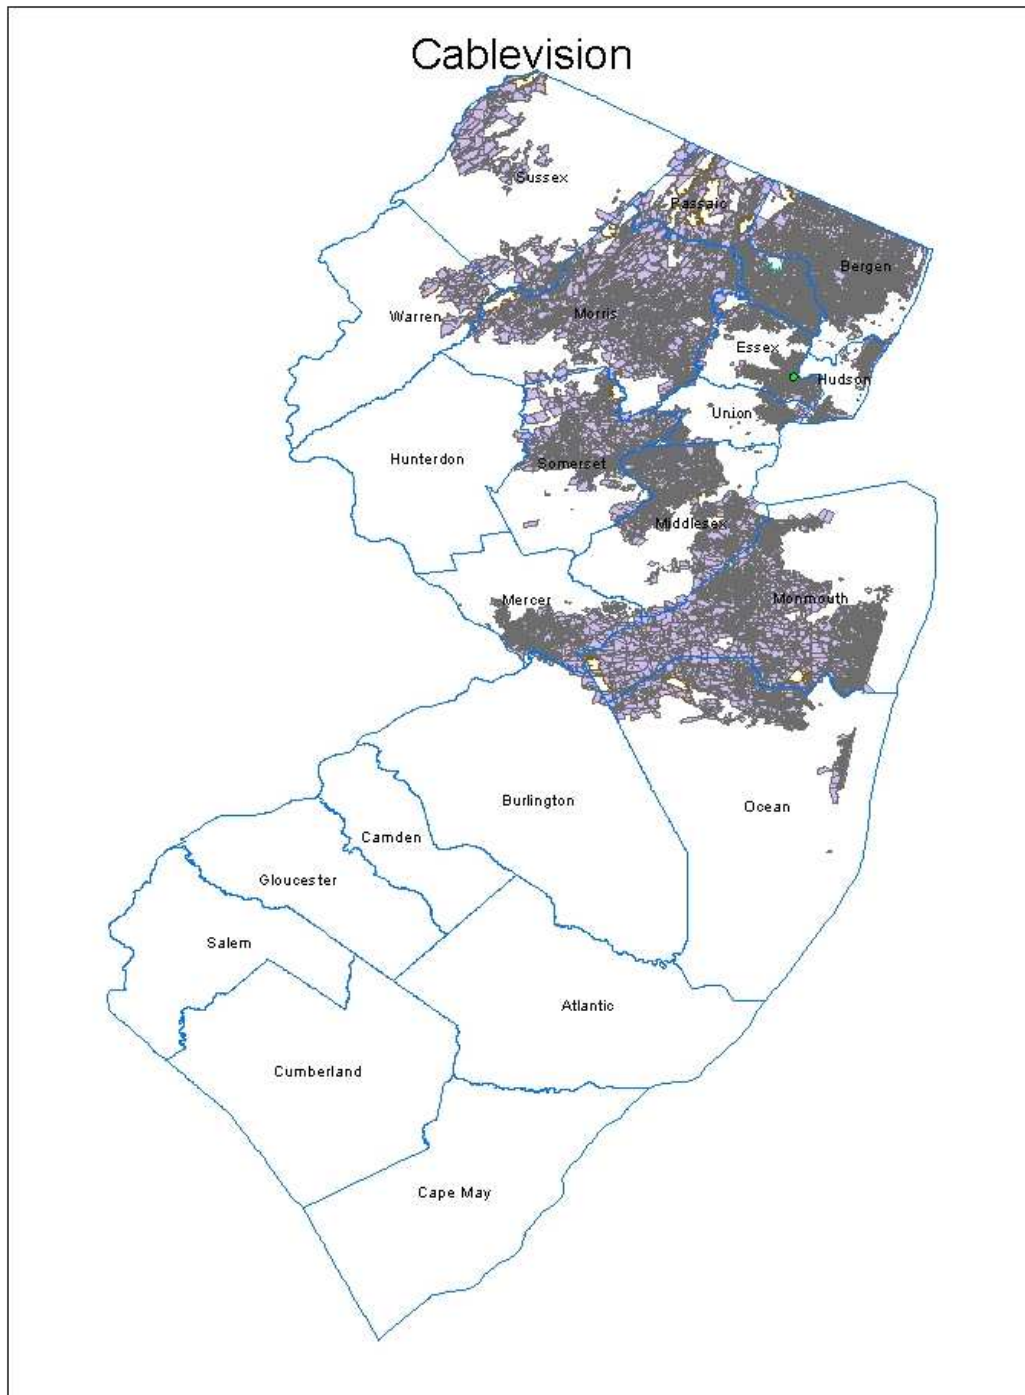 Cablevision
Sussex
Passaic
Bergen
Warren
Morris
Essex
Hudson
Union
Hunterdon
Somerset
Middlesex
Mercer
Monmouth
Burlington
Ocean
Camden
Gloucester
Salem
Atlantic
Cumberland
Cape May